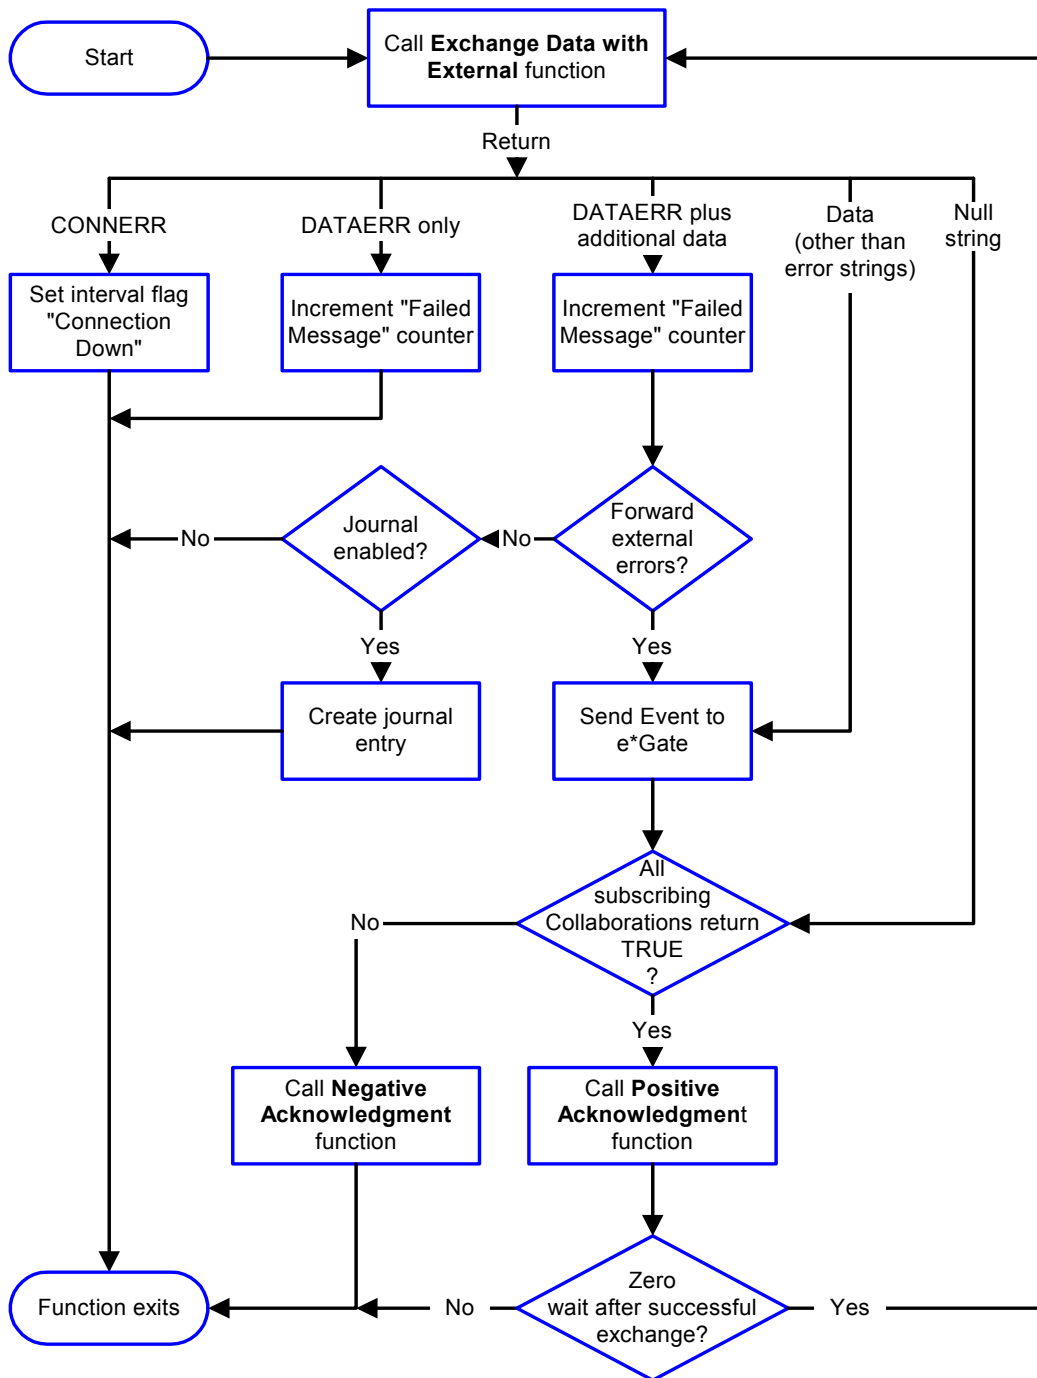 Start
Call Exchange Data with
External function
Return
CONNERR
DATAERR only
DATAERR plus
additional data
Data
(other than
error strings)
Null
string
Set interval flag
"Connection
Down"
Increment "Failed
Message" counter
Increment "Failed
Message" counter
No
Journal
enabled?
No
Forward
external
errors?
Yes
Yes
Create journal
entry
Send Event to
e*Gate
No
All
subscribing
Collaborations return
TRUE
?
Yes
Call Negative
Acknowledgment
function
Call Positive
Acknowledgment
function
Function exits
No
Zero
wait after successful
exchange?
Yes